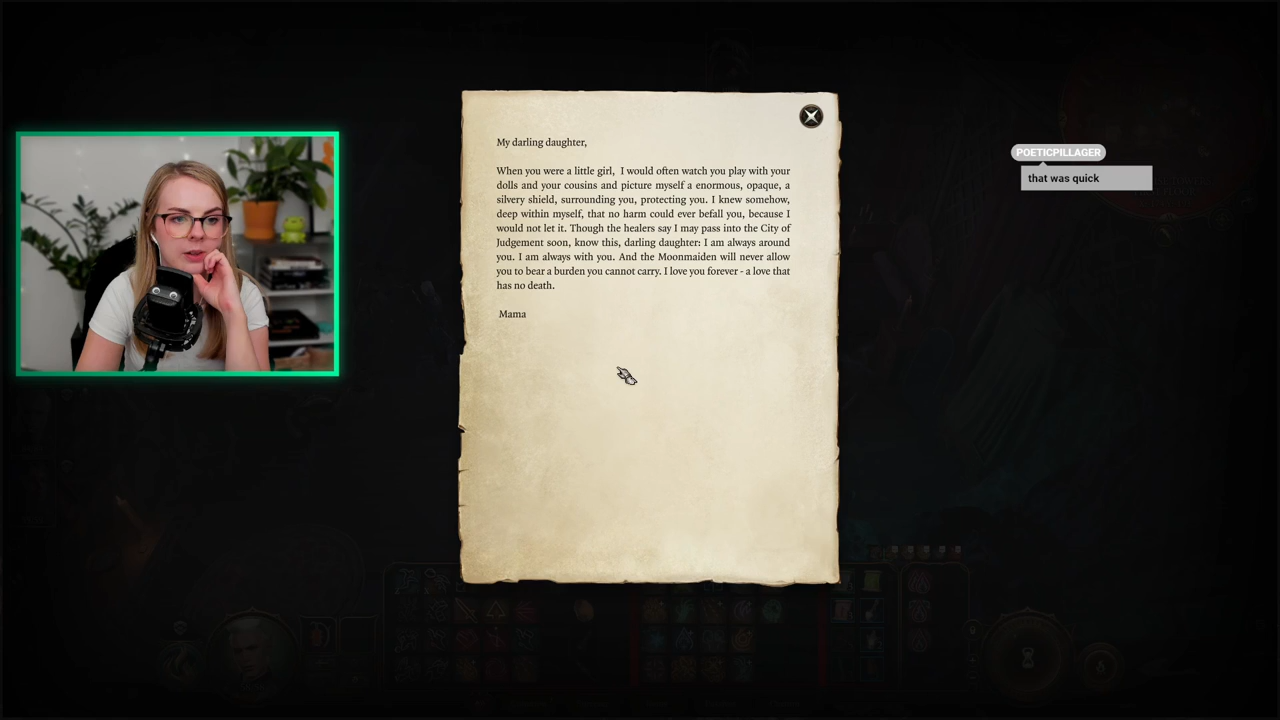 My darling daughter,
When you were a little girl, I would often watch you play with your
dolls and your cousins and picture myself a enormous, opaque, a
silvery shield, surrounding you, protecting you. I knew somehow,
deep within myself, that no harm could ever befall you, because I
would not let it. Though the healers say I may pass into the City of
Judgement soon, know this, darling daughter: I am always around
you. I am always with you. And the Moonmaiden will never allow
you to bear a burden you cannot carry. I love you forever - a love that
has no death.
Mama
POETICPILLAGER
that was quick